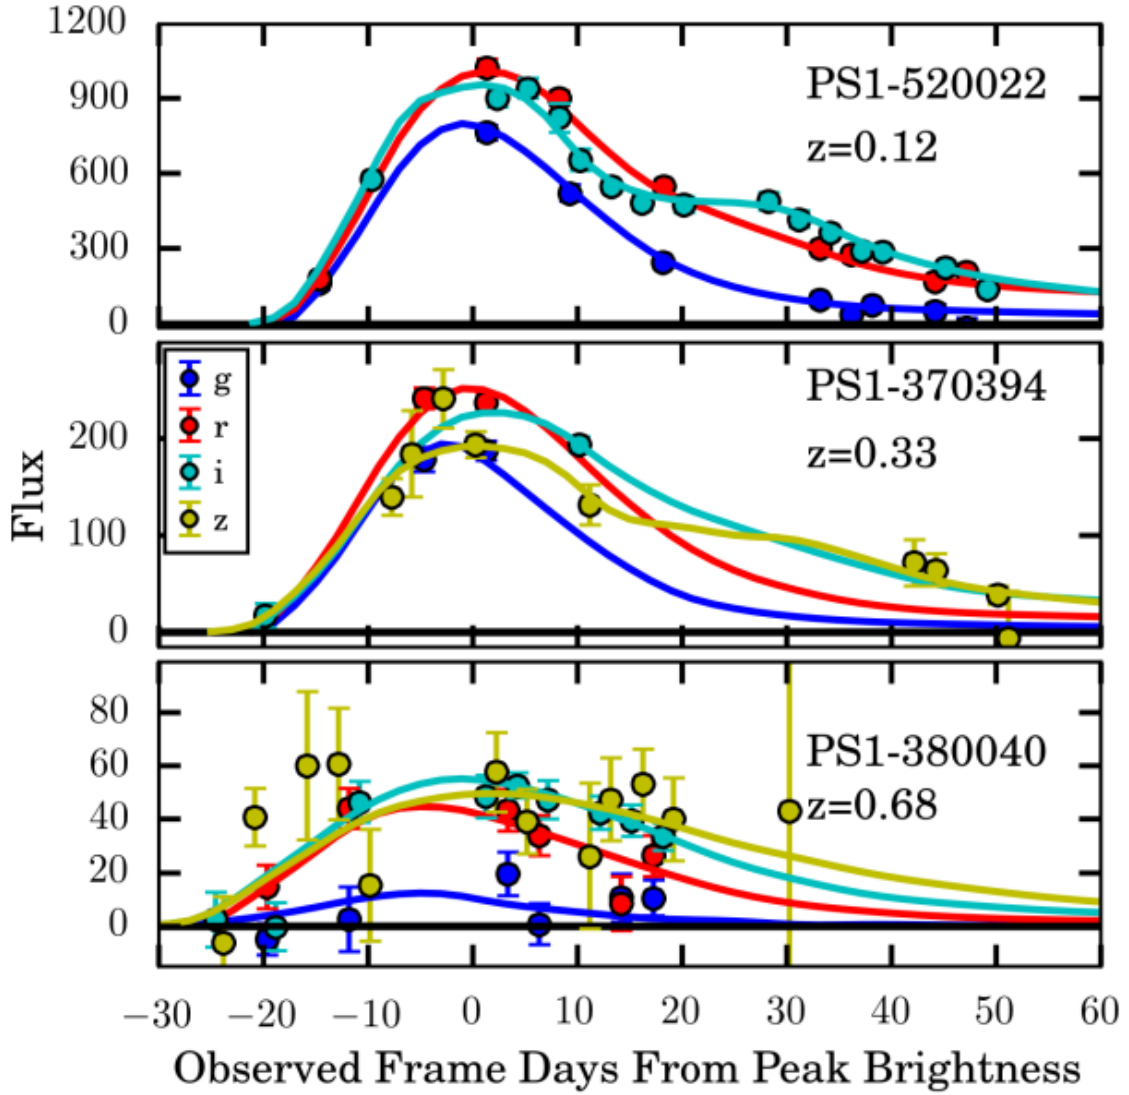 1200
900
600
300
0
PS1-520022
z=0.12
200
100
0
g
r
i
z
PS1-370394
z=0.33
Flux
80
60
40
20
0
PS1-380040
z=0.68
−30 −20 −10 0 10 20 30 40 50 60
Observed Frame Days From Peak Brightness